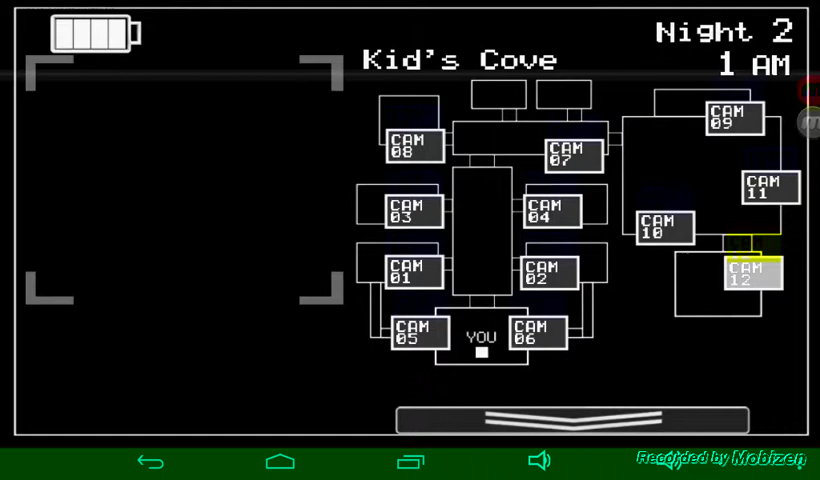 Night 2
Kid's Cove
1 AM
CAM
09
CAM
08
CAM
07
CAM
11
CAM
03
CAM
04
CAM
10
CAM
01
CAM
02
CAM
12
CAM
05
YOU
CAM
06
Recorded by Mobizen